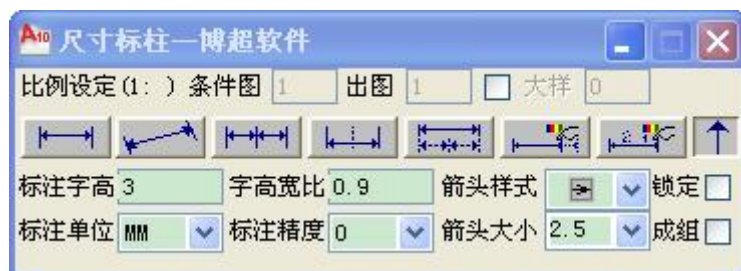 A10 尺寸标柱—博超软件
比例设定(1: ) 条件图 1 出图 1 大样 0
标注字高 3 字高宽比 0.9 箭头样式 锁定
标注单位 MM 标注精度 0 箭头大小 2.5 成组